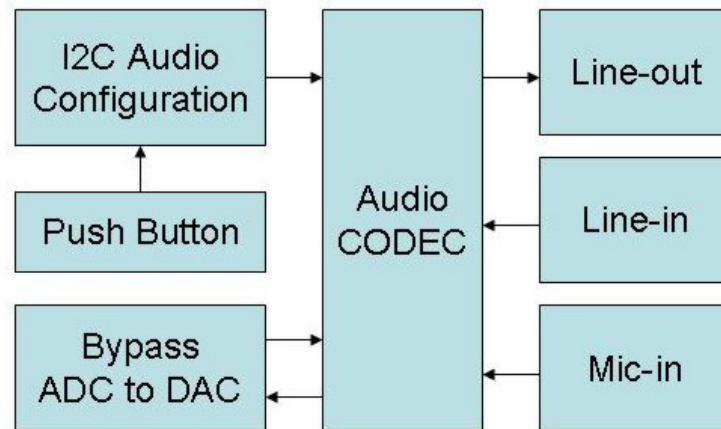 I2C Audio
Configuration
Push Button
Bypass
ADC to DAC
Audio
CODEC
Line-out
Line-in
Mic-in